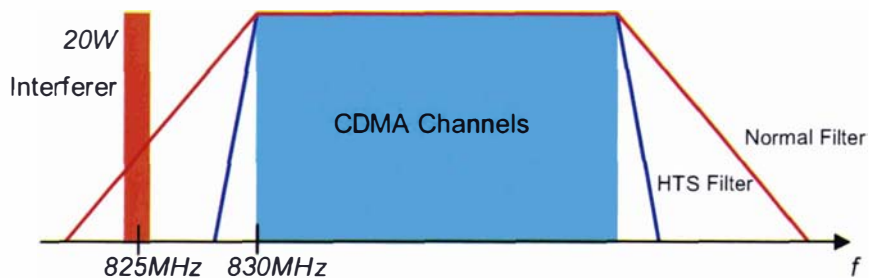 20W
Interferer
CDMA Channels
Normal Filter
HTS Filter
825MHz 830MHz f